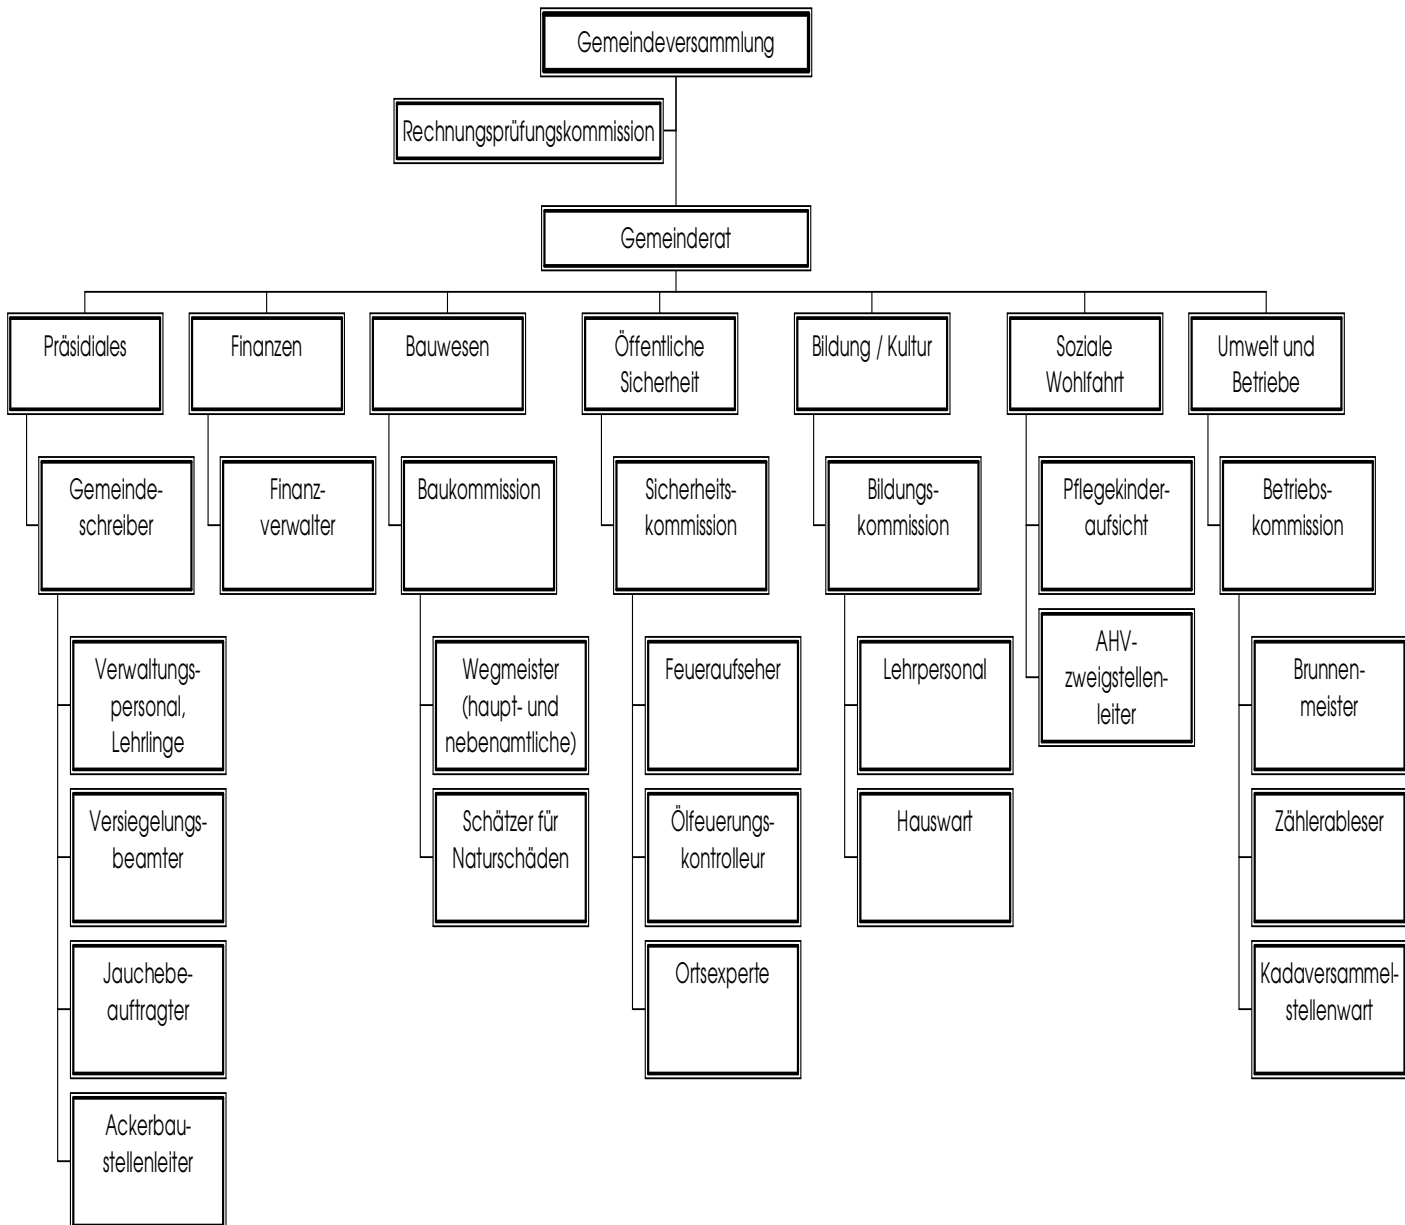 Gemeindeversammlung
Rechnungsprüfungskommission
Gemeinderat
Präsidiales
Finanzen
Bauwesen
Öffentliche
Sicherheit
Bildung / Kultur
Soziale
Wohlfahrt
Umwelt und
Betriebe
Gemeinde-
schreiber
Finanz-
verwalter
Baukommission
Sicherheits-
kommission
Bildungs-
kommission
Pflegekinder-
aufsicht
Betriebs-
kommission
Verwaltungs-
personal,
Lehrlinge
Wegmeister
(haupt- und
nebenamtliche)
Feueraufseher
Lehrpersonal
AHV-
zweigstellen-
leiter
Brunnen-
meister
Versiegelungs-
beamter
Schätzer für
Naturschäden
Ölfeuerungs-
kontrolleur
Hauswart
Zählerableser
Jauchebe-
auftragter
Ortsexperte
Kadaversammel-
stellenwart
Ackerbau-
stellenleiter